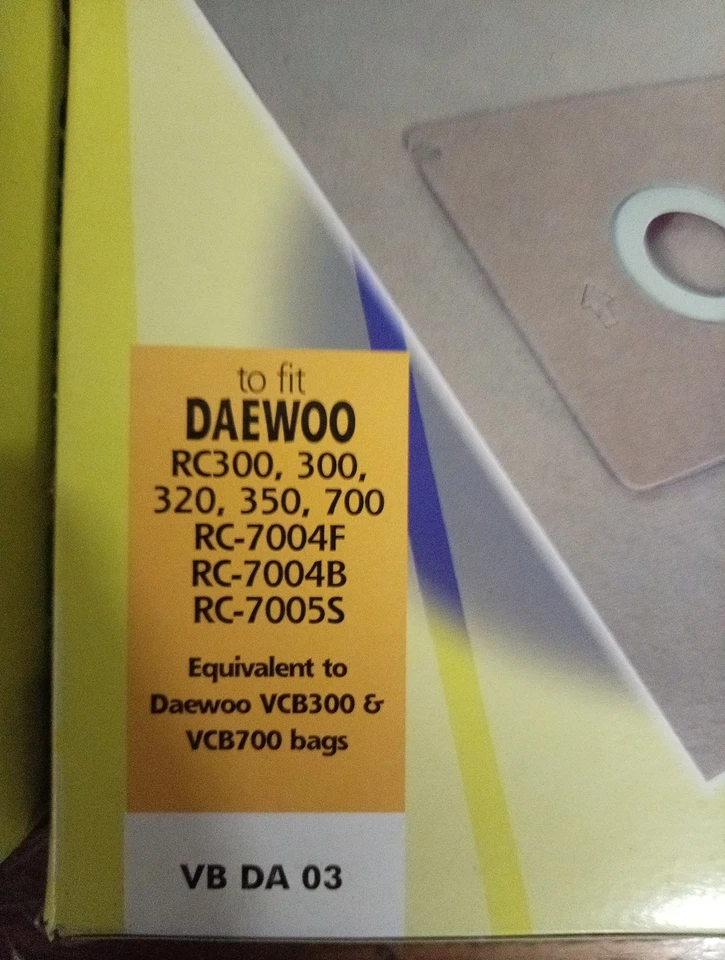 to fit
DAEWOO
RC300, 300,
320, 350, 700
RC-7004F
RC-7004B
RC-7005S
Equivalent to
Daewoo VCB300 &
VCB700 bags
VB DA 03